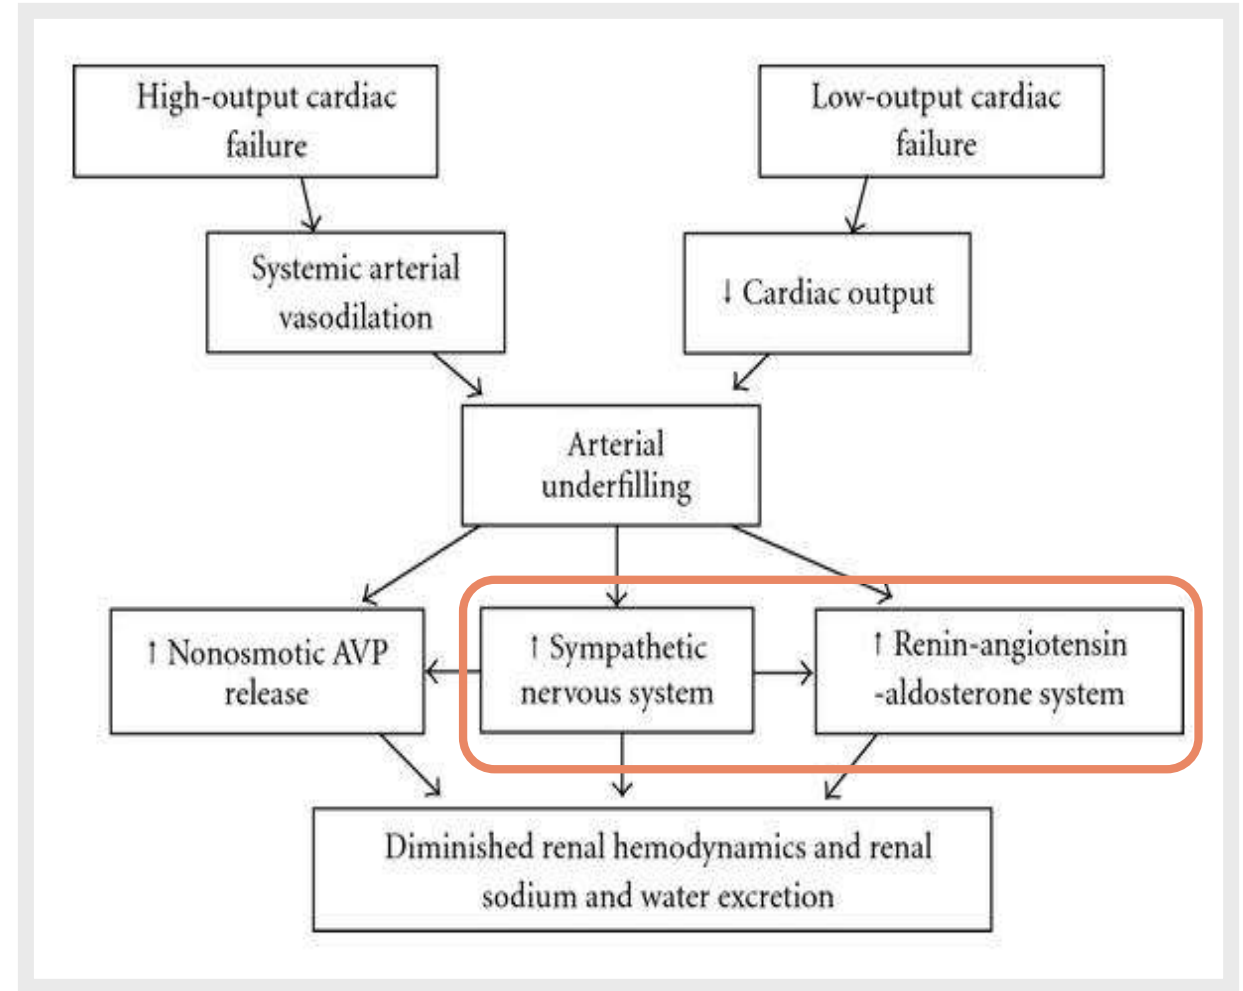 High-output cardiac
failure
Low-output cardiac
failure
Systemic arterial
vasodilation
↓ Cardiac output
Arterial
underfilling
↑ Nonosmotic AVP
release
↑ Sympathetic
nervous system
↑ Renin-angiotensin
-aldosterone system
Diminished renal hemodynamics and renal
sodium and water excretion